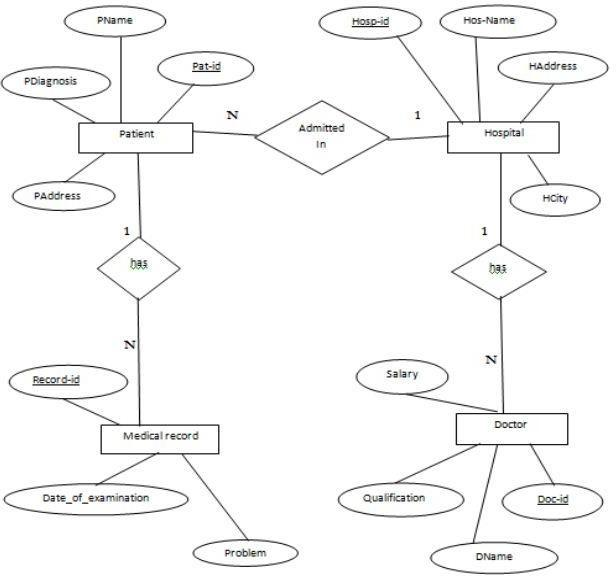 PName
Hosp-id
Hos-Name
Pat-id
HAddress
PDiagnosis
N
1
Patient
Admitted
In
Hospital
PAddress
HCity
1
1
has
has
N
N
Record-id
Salary
Medical record
Doctor
Date_of_examination
Qualification
Doc-id
Problem
DName